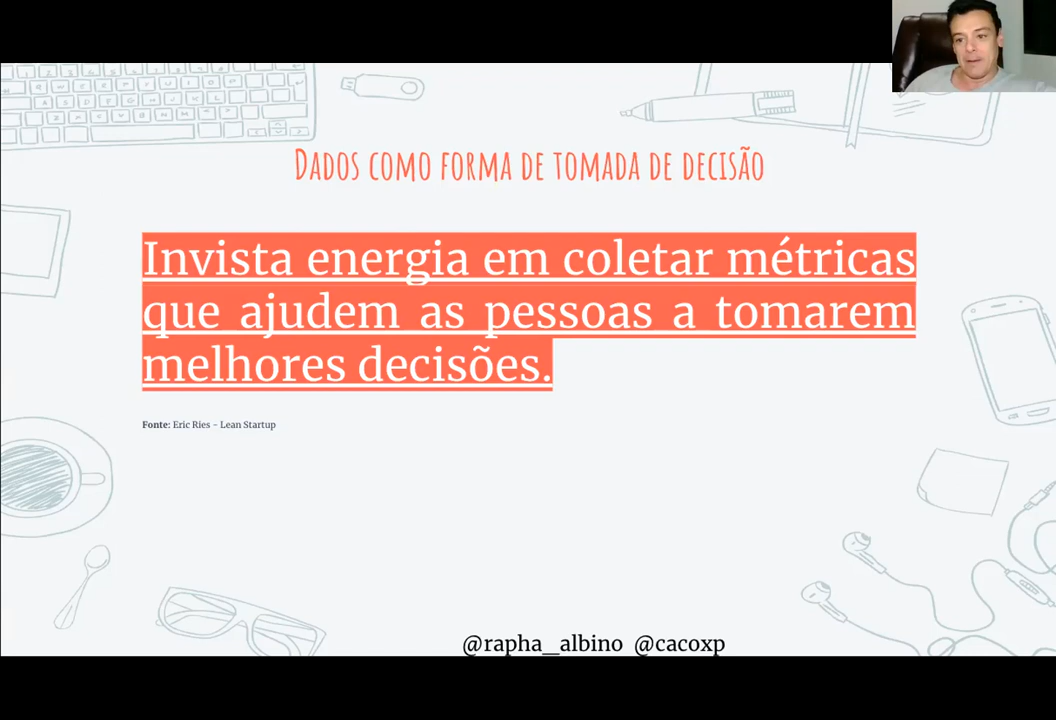 Dados como forma de tomada de decisão
Invista energia em coletar métricas
que ajudem as pessoas a tomarem
melhores decisões.
Fonte: Eric Ries - Lean Startup
@rapha_albino @cacoxp